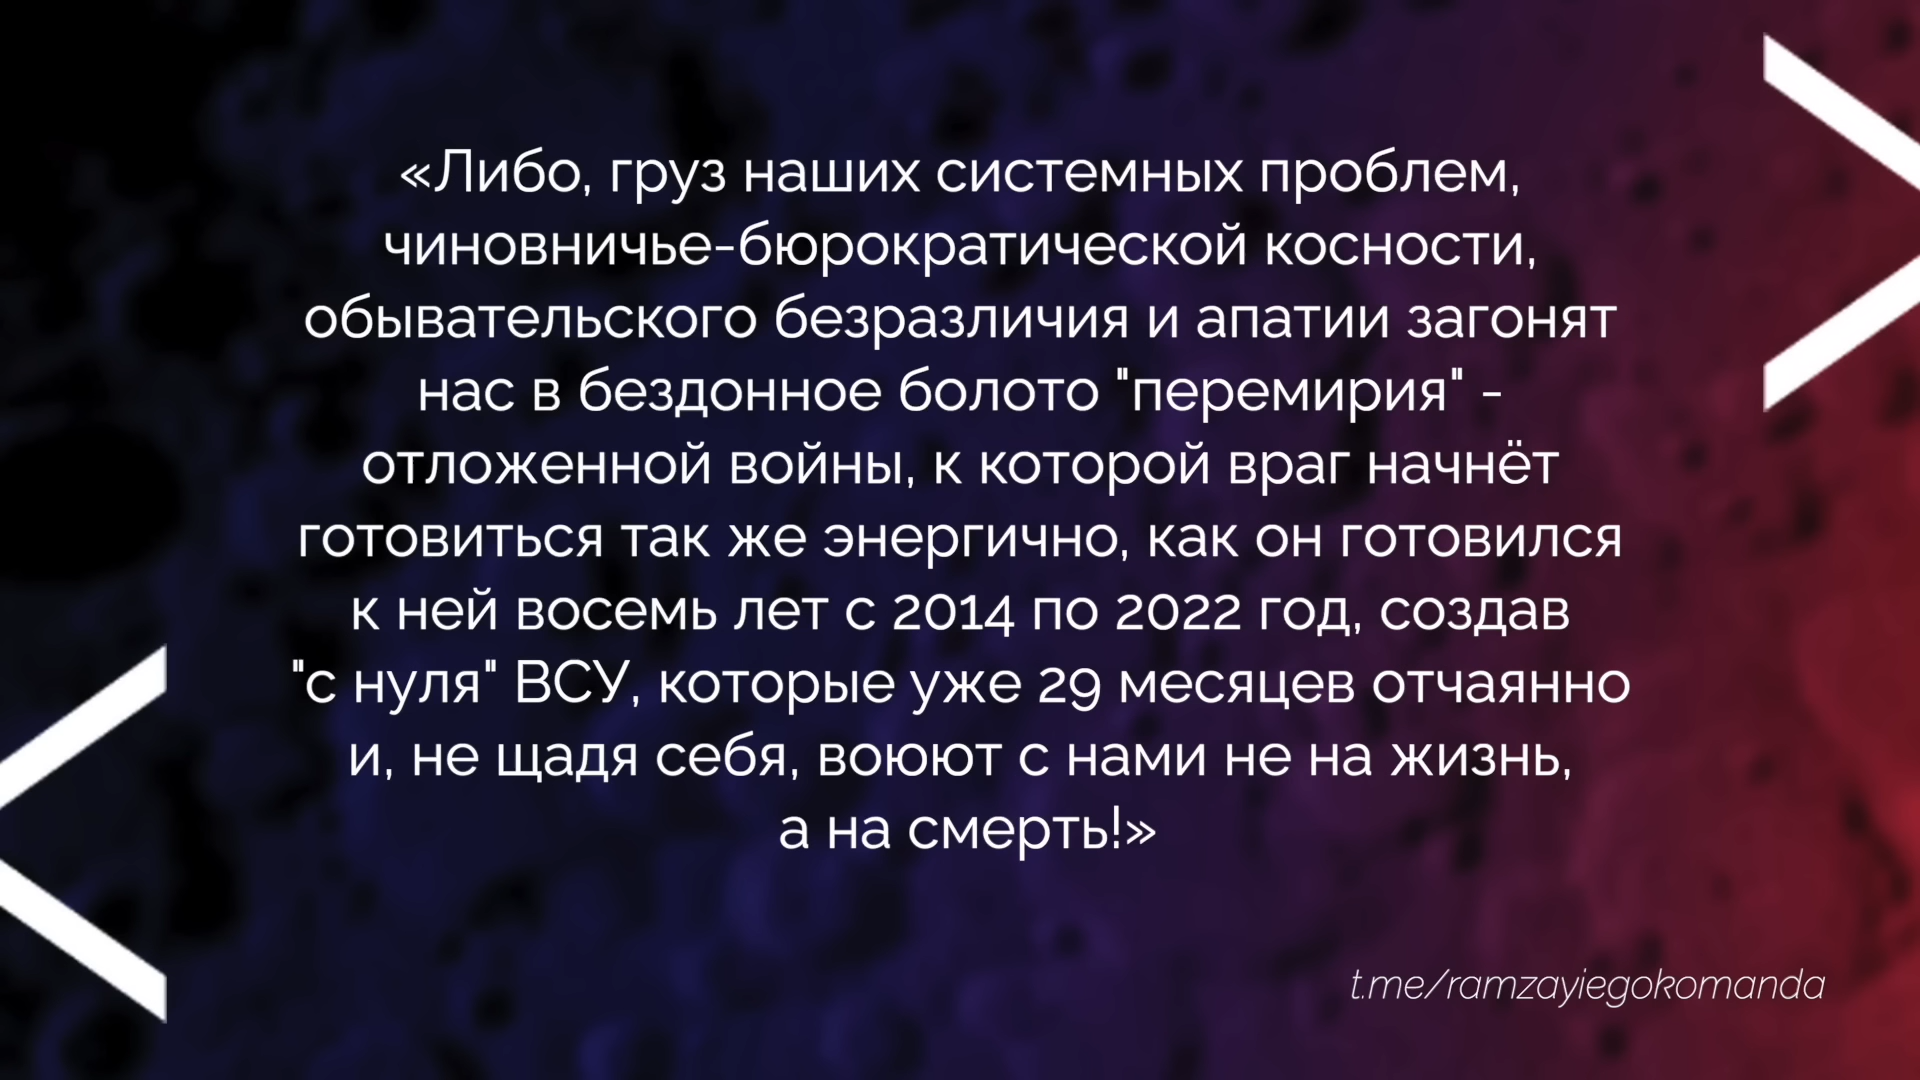 «Либо, груз наших системных проблем,
чиновничье-бюрократической косности,
обывательского безразличия и апатии загонят
нас в бездонное болото "перемирия" -
отложенной войны, к которой враг начнёт
готовиться так же энергично, как он готовился
к ней восемь лет с 2014 по 2022 год, создав
"с нуля" ВСУ, которые уже 29 месяцев отчаянно
и, не щадя себя, воюют с нами не на жизнь,
а на смерть!»
t.me/ramzayiegokomanda